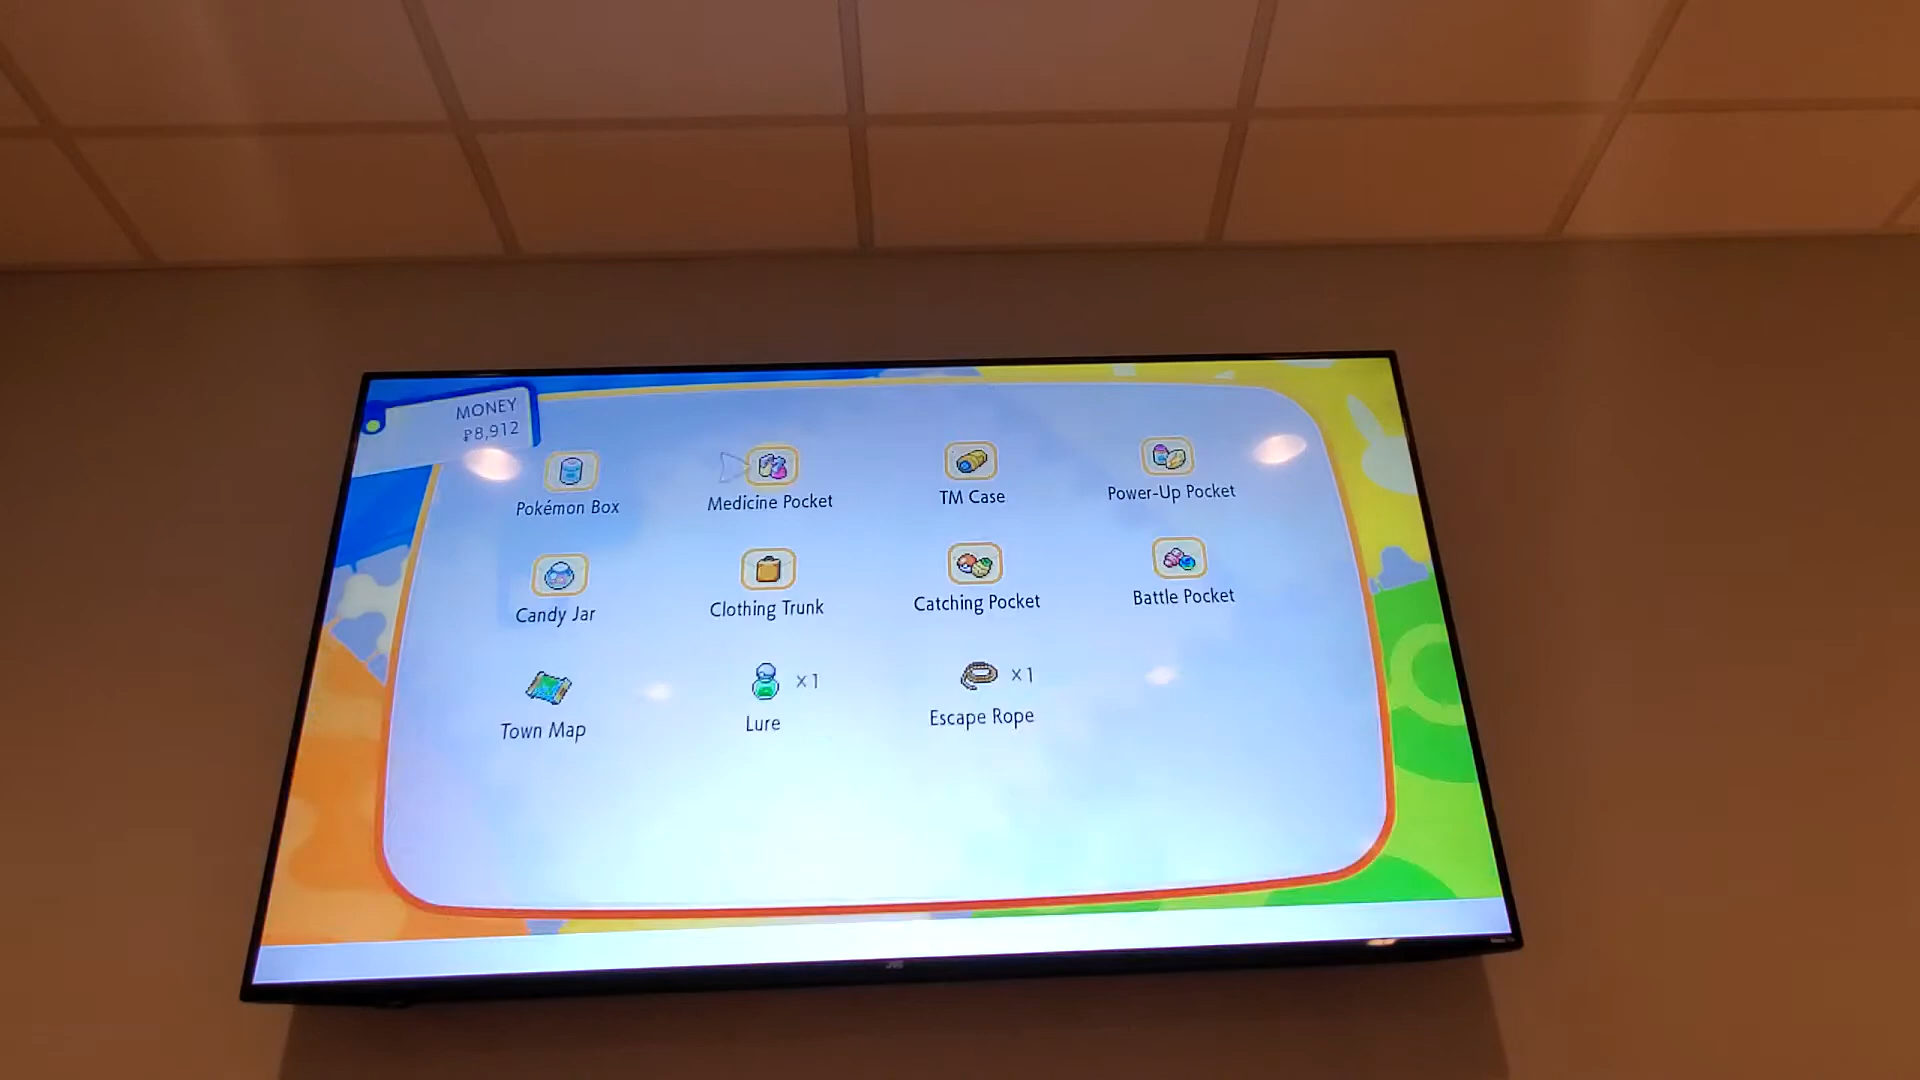 MONEY
₽8,912
Pokémon Box
Medicine Pocket
TM Case
Power-Up Pocket
Candy Jar
Clothing Trunk
Catching Pocket
Battle Pocket
Town Map
×1
Lure
×1
Escape Rope
JVC